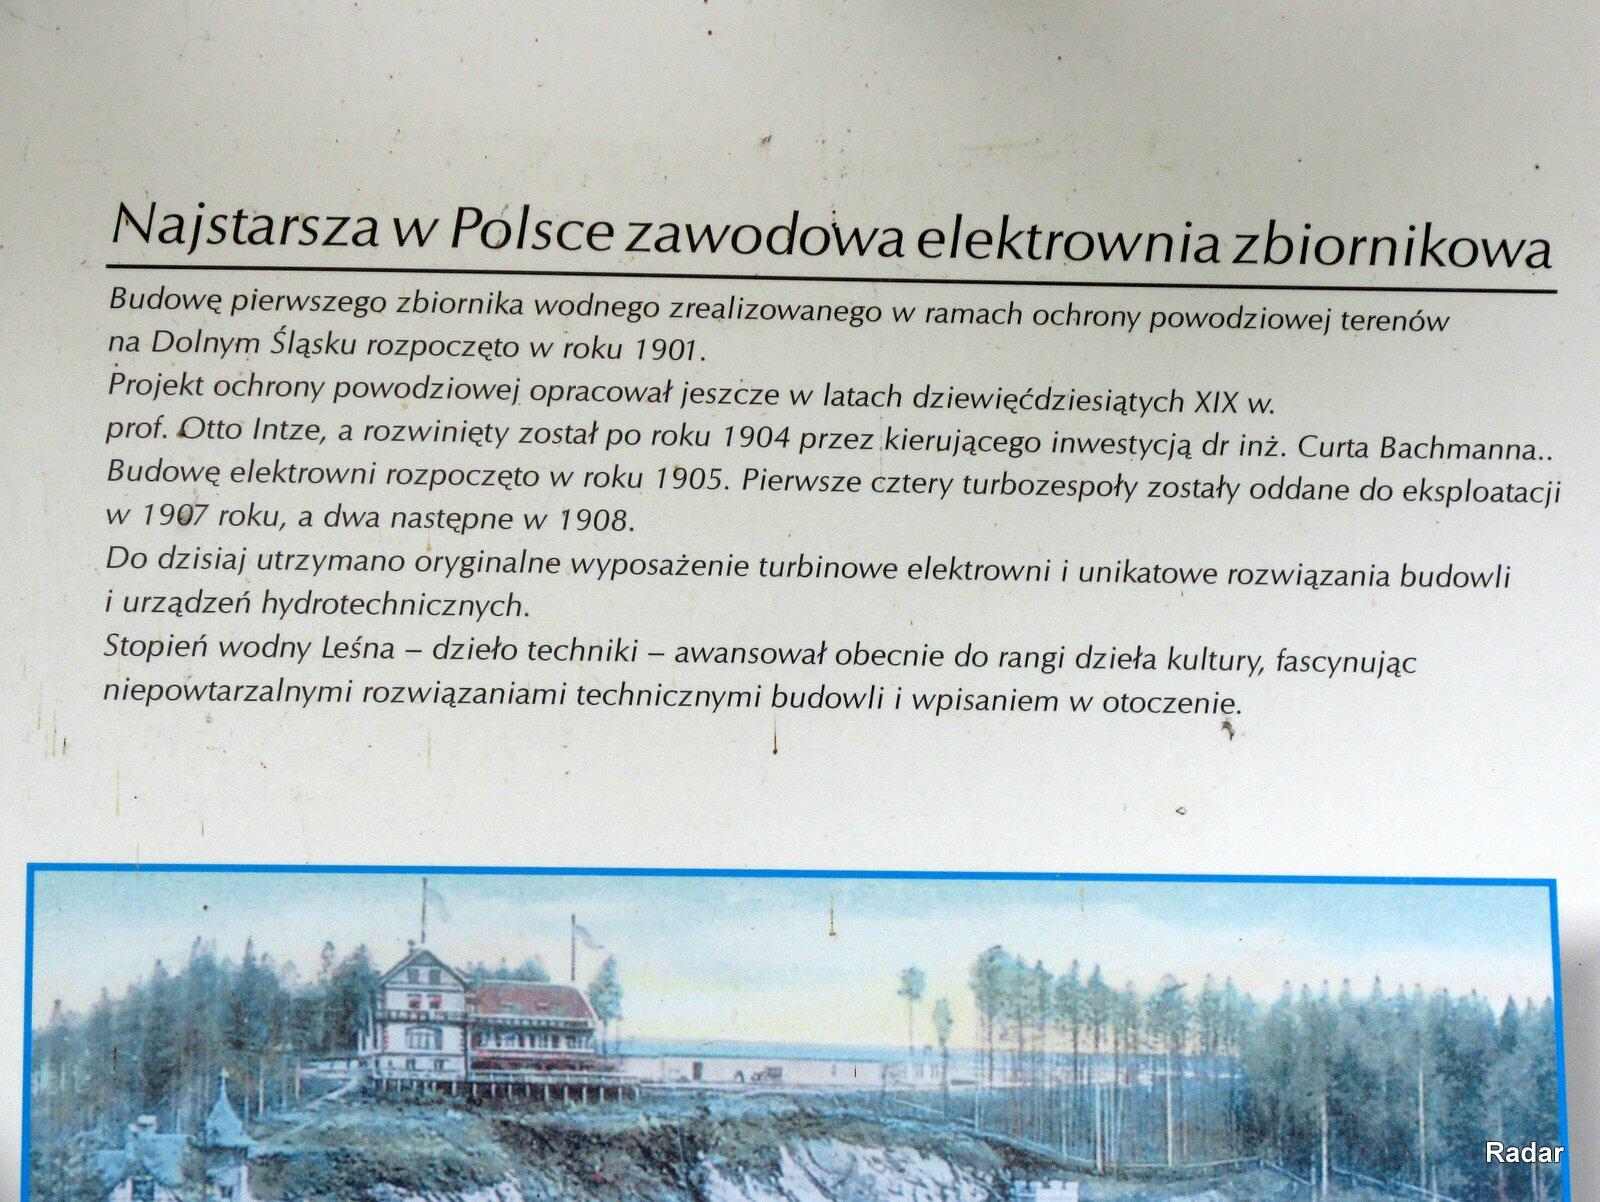 Najstarsza w Polsce zawodowa elektrownia zbiornikowa
Budowę pierwszego zbiornika wodnego zrealizowanego w ramach ochrony powodziowej terenów
na Dolnym Śląsku rozpoczęto w roku 1901.
Projekt ochrony powodziowej opracował jeszcze w latach dziewięćdziesiątych XIX w.
prof. Otto Intze, a rozwinięty został po roku 1904 przez kierującego inwestycją dr inż. Curta Bachmanna..
Budowę elektrowni rozpoczęto w roku 1905. Pierwsze cztery turbozespoły zostały oddane do eksploatacji
w 1907 roku, a dwa następne w 1908.
Do dzisiaj utrzymano oryginalne wyposażenie turbinowe elektrowni i unikatowe rozwiązania budowli
i urządzeń hydrotechnicznych.
Stopień wodny Leśna – dzieło techniki – awansował obecnie do rangi dzieła kultury, fascynując
niepowtarzalnymi rozwiązaniami technicznymi budowli i wpisaniem w otoczenie.
Radar